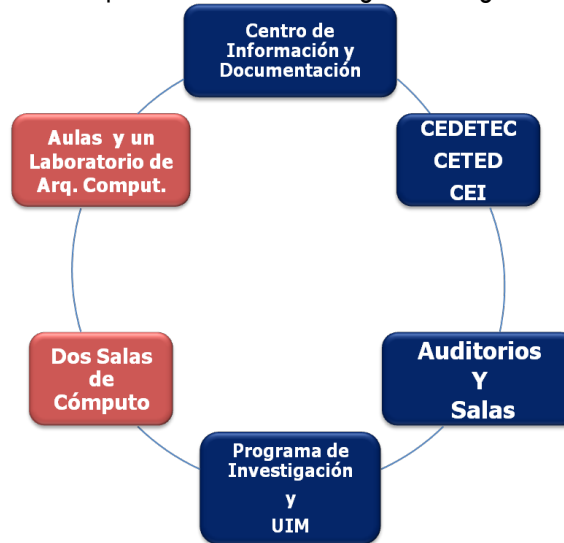 Centro de
Información y
Documentación
CEDETEC
CETED
CEI
Auditorios
Y
Salas
Programa de
Investigación
y
UIM
Dos Salas
de
Cómputo
Aulas y un
Laboratorio de
Arq. Comput.